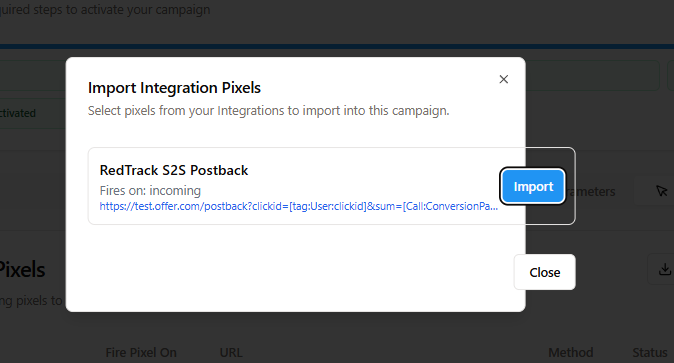 quired steps to activate your campaign
ctivated
Import Integration Pixels
Select pixels from your Integrations to import into this campaign.
RedTrack S2S Postback
Fires on: incoming
https://test.offer.com/postback?clickid=[tag:User:clickid]&sum=[Call:ConversionPa...
Import
arameters
Close
Pixels
ng pixels to
Fire Pixel On
URL
Method
Status